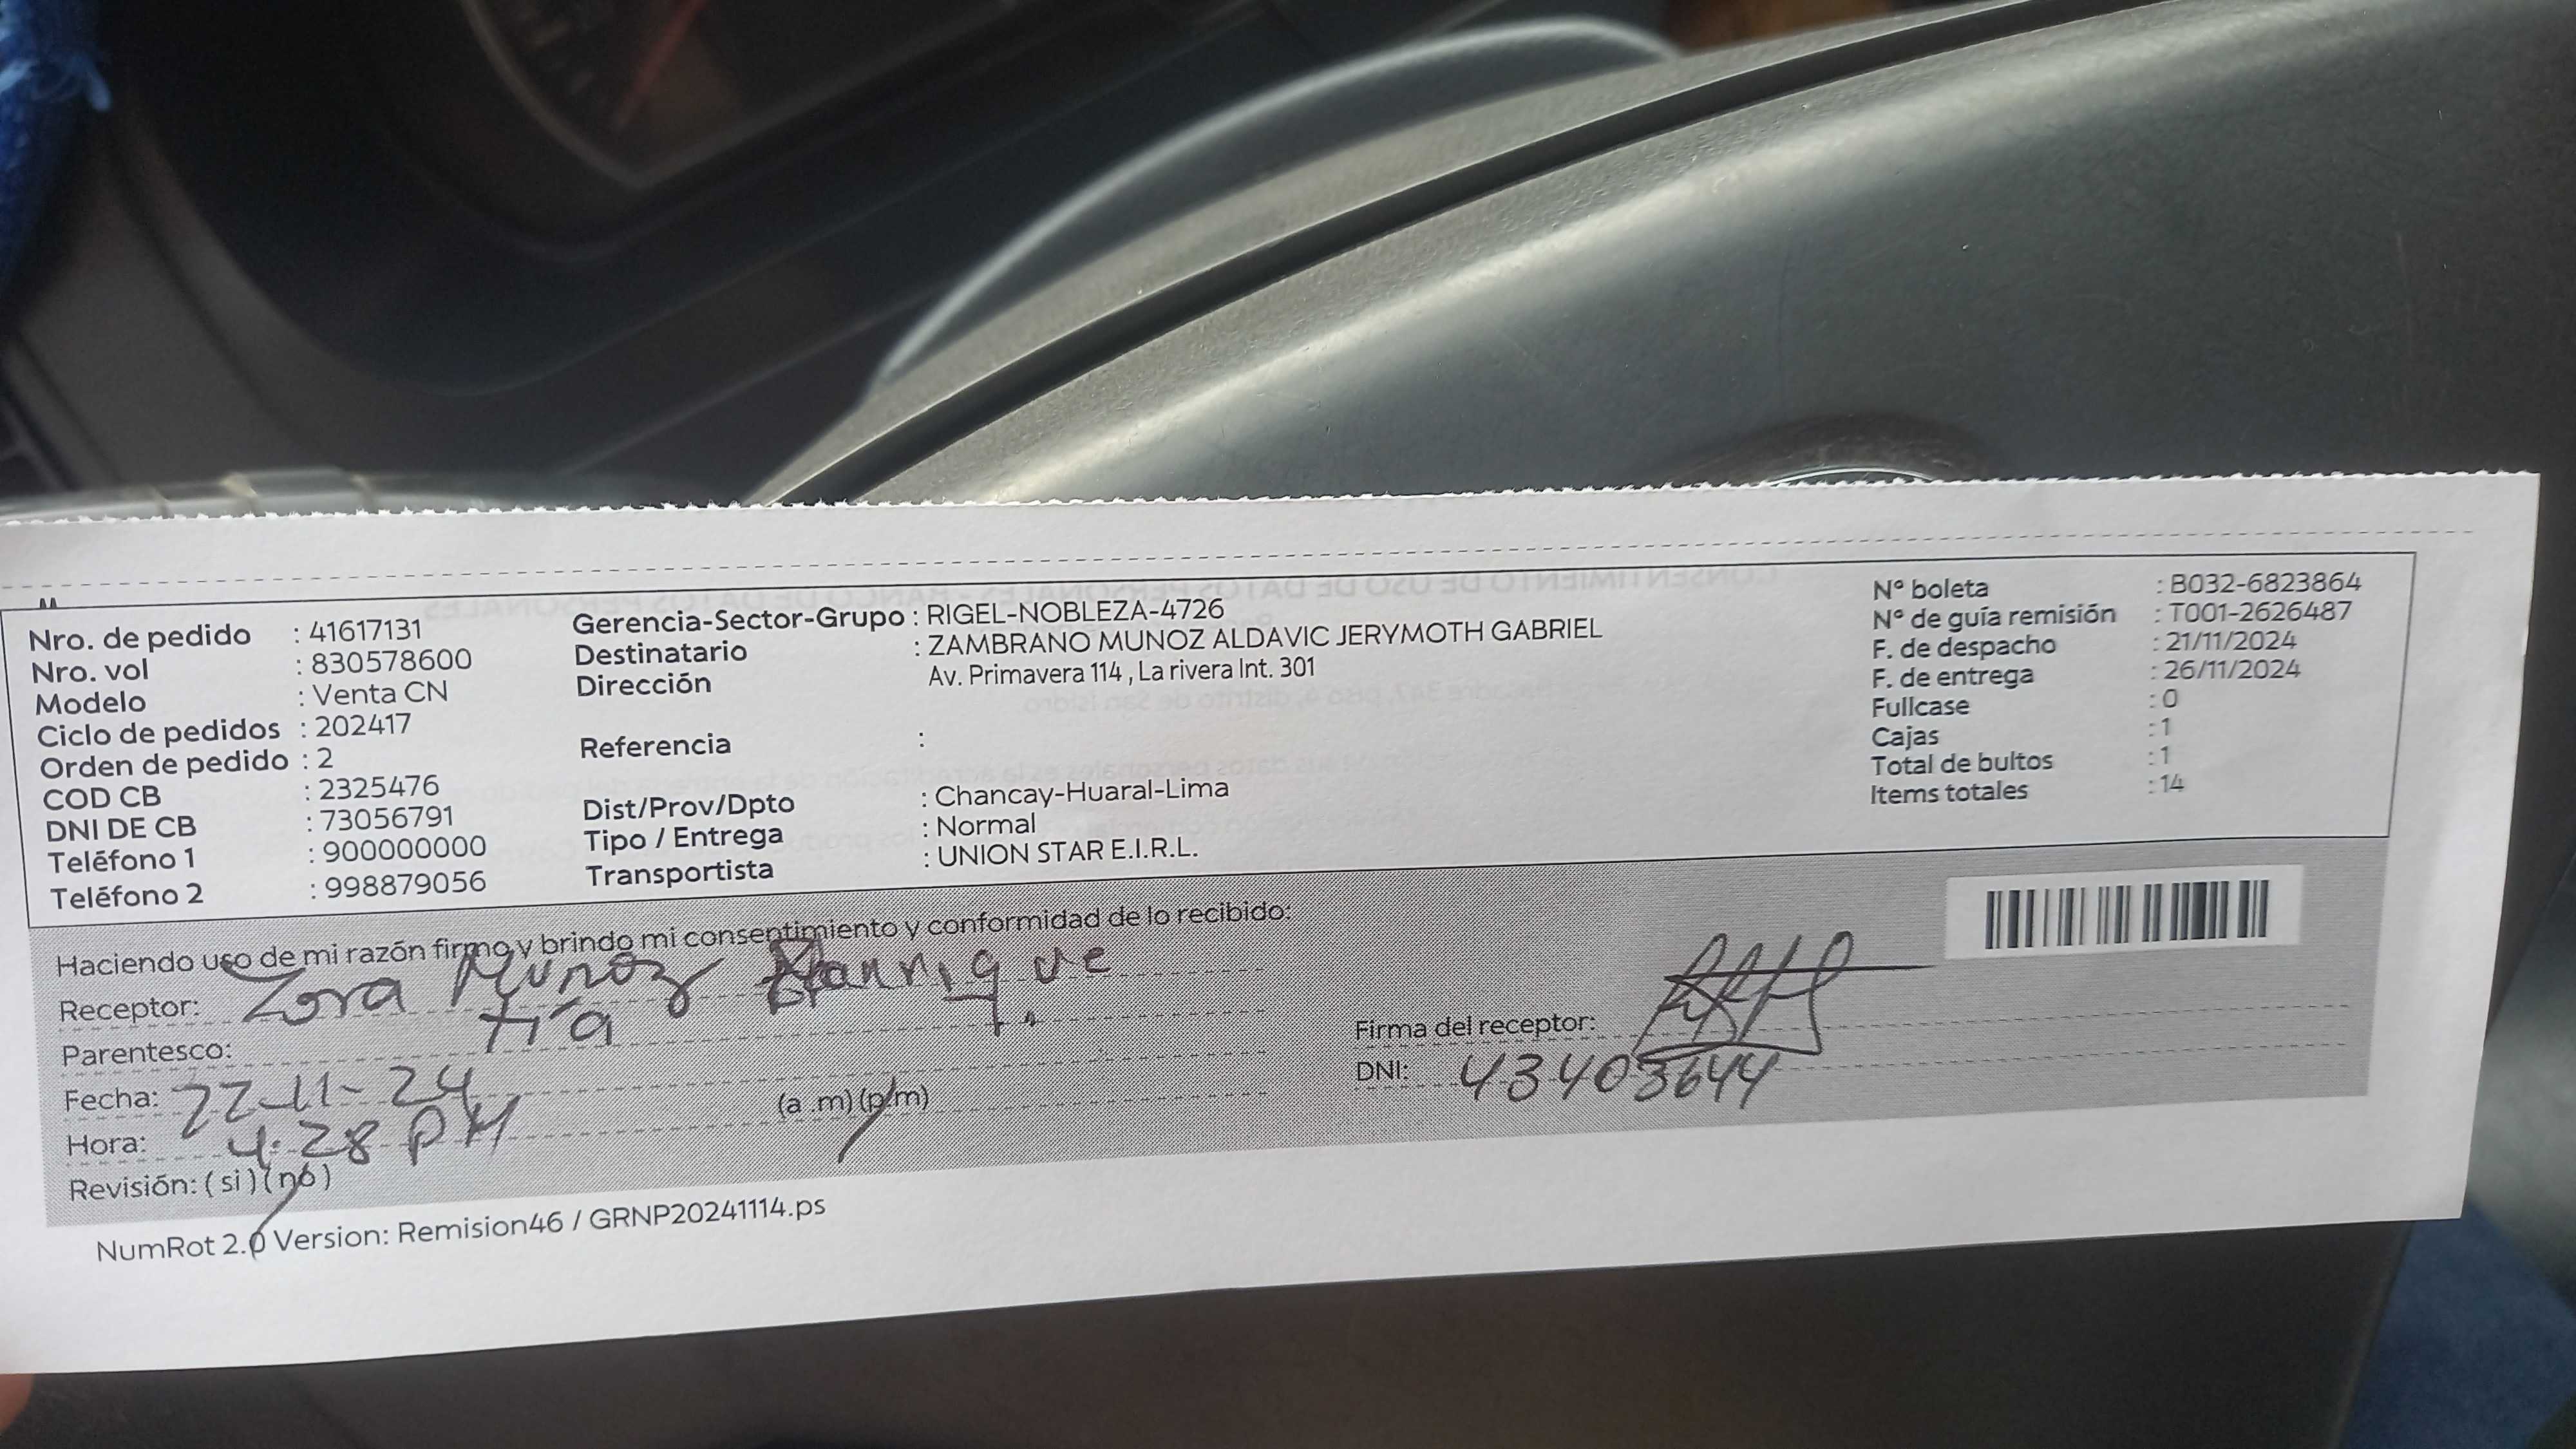 Nro. de pedido : 41617131
Nro. vol : 830578600
Modelo : Venta CN
Ciclo de pedidos : 202417
Orden de pedido : 2
COD CB : 2325476
DNI DE CB : 73056791
Teléfono 1 : 900000000
Teléfono 2 : 998879056
Gerencia-Sector-Grupo : RIGEL-NOBLEZA-4726
Destinatario : ZAMBRANO MUNOZ ALDAVIC JERYMOTH GABRIEL
Dirección Av. Primavera 114 , La rivera Int. 301
Referencia :
Dist/Prov/Dpto : Chancay-Huaral-Lima
Tipo / Entrega : Normal
Transportista : UNION STAR E.I.R.L.
N° boleta : B032-6823864
N° de guía remisión : T001-2626487
F. de despacho : 21/11/2024
F. de entrega : 26/11/2024
Fullcase : 0
Cajas : 1
Total de bultos : 1
Items totales : 14
Haciendo uso de mi razón firmo y brindo mi consentimiento y conformidad de lo recibido:
Receptor: Zora Muñoz Manrique
Parentesco: tía
Fecha: 22-11-24
Hora: 4:28 PM (a .m) (p.m)
Revisión: ( si ) ( no )
Firma del receptor:
DNI: 43403644
NumRot 2.0 Version: Remision46 / GRNP20241114.ps